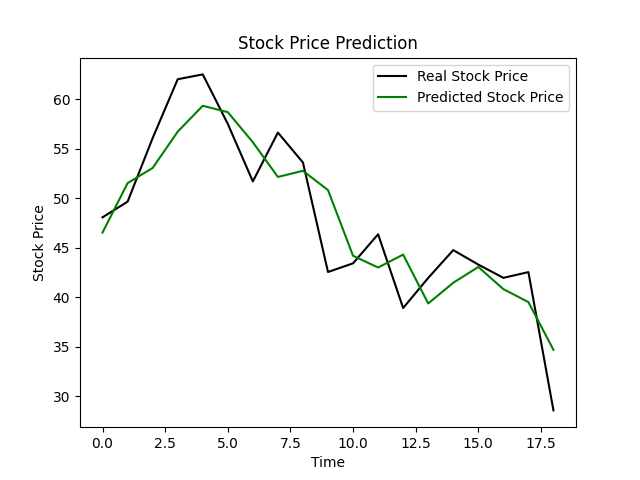 Stock Price Prediction
Real Stock Price
Predicted Stock Price
Stock Price
60
55
50
45
40
35
30
0.0 2.5 5.0 7.5 10.0 12.5 15.0 17.5
Time